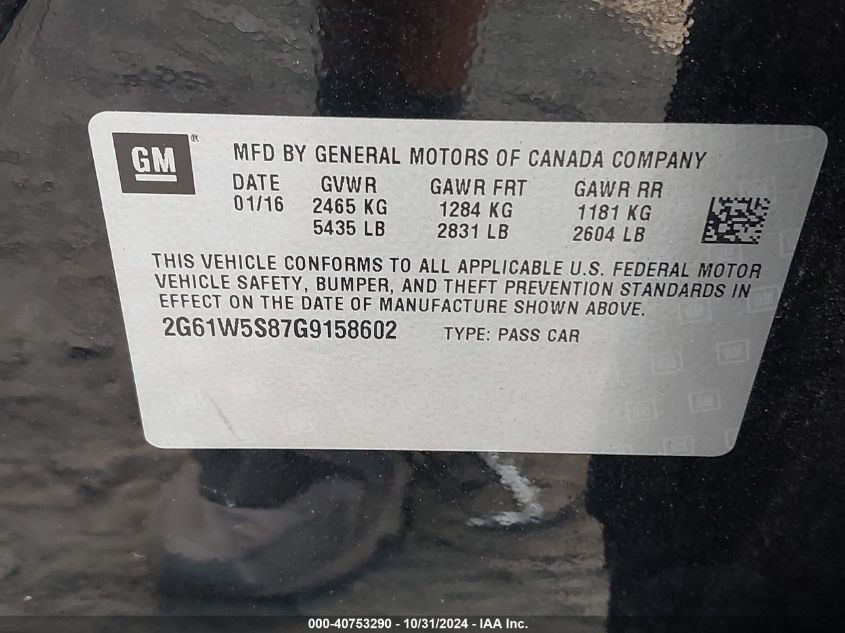 GM®
MFD BY GENERAL MOTORS OF CANADA COMPANY
DATE GVWR GAWR FRT GAWR RR
01/16 2465 KG 1284 KG 1181 KG
5435 LB 2831 LB 2604 LB
THIS VEHICLE CONFORMS TO ALL APPLICABLE U.S. FEDERAL MOTOR
VEHICLE SAFETY, BUMPER, AND THEFT PREVENTION STANDARDS IN
EFFECT ON THE DATE OF MANUFACTURE SHOWN ABOVE.
2G61W5S87G9158602 TYPE: PASS CAR
000-40753290 - 10/31/2024 - IAA Inc.